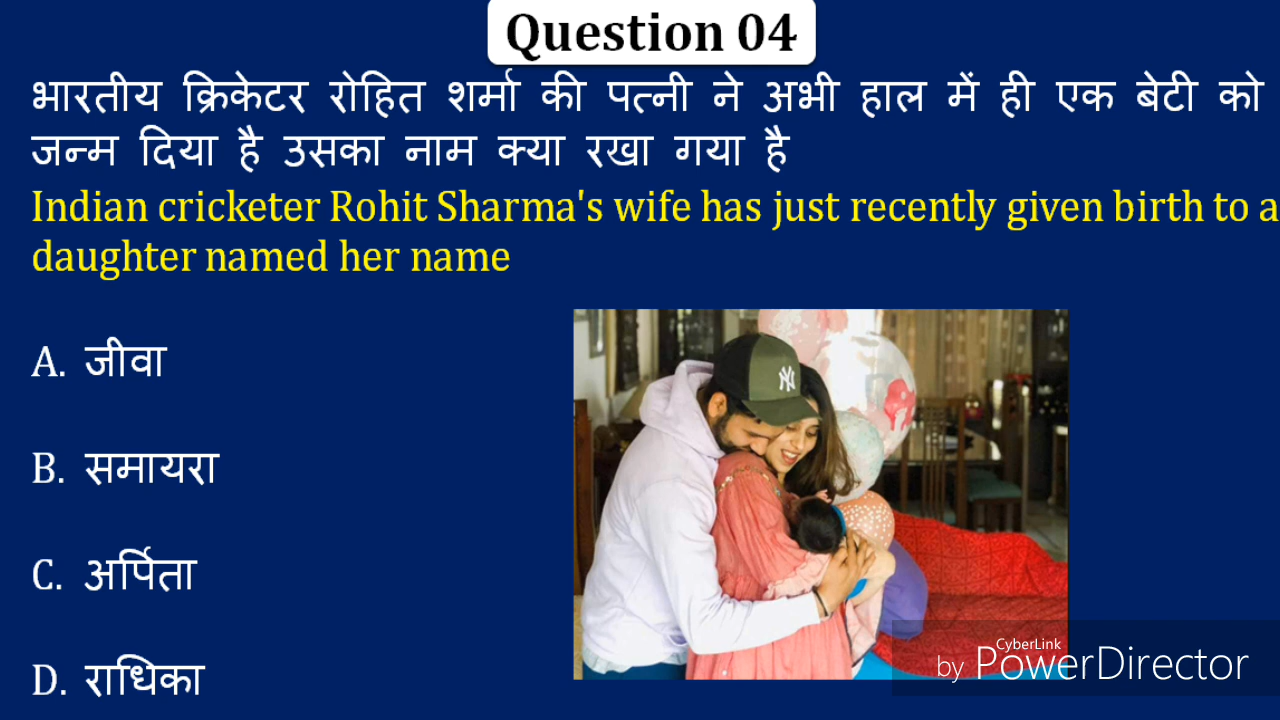 Question 04
भारतीय क्रिकेटर रोहित शर्मा की पत्नी ने अभी हाल में ही एक बेटी को
जन्म दिया है उसका नाम क्या रखा गया है
Indian cricketer Rohit Sharma's wife has just recently given birth to a
daughter named her name
A. जीवा
B. समायरा
C. अर्पिता
D. राधिका
NY
CyberLink
by PowerDirector